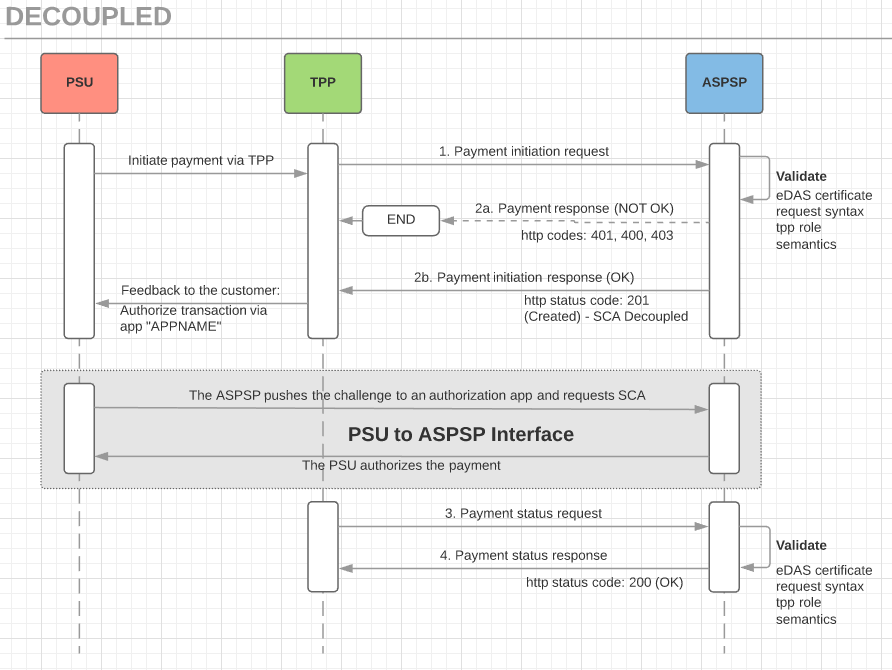 DECOUPLED
PSU
TPP
ASPSP
Initiate payment via TPP
1. Payment initiation request
Validate
eDAS certificate
request syntax
tpp role
semantics
END
2a. Payment response (NOT OK)
http codes: 401, 400, 403
2b. Payment initiation response (OK)
http status code: 201
(Created) - SCA Decoupled
Feedback to the customer:
Authorize transaction via
app "APPNAME"
The ASPSP pushes the challenge to an authorization app and requests SCA
PSU to ASPSP Interface
The PSU authorizes the payment
3. Payment status request
4. Payment status response
http status code: 200 (OK)
Validate
eDAS certificate
request syntax
tpp role
semantics